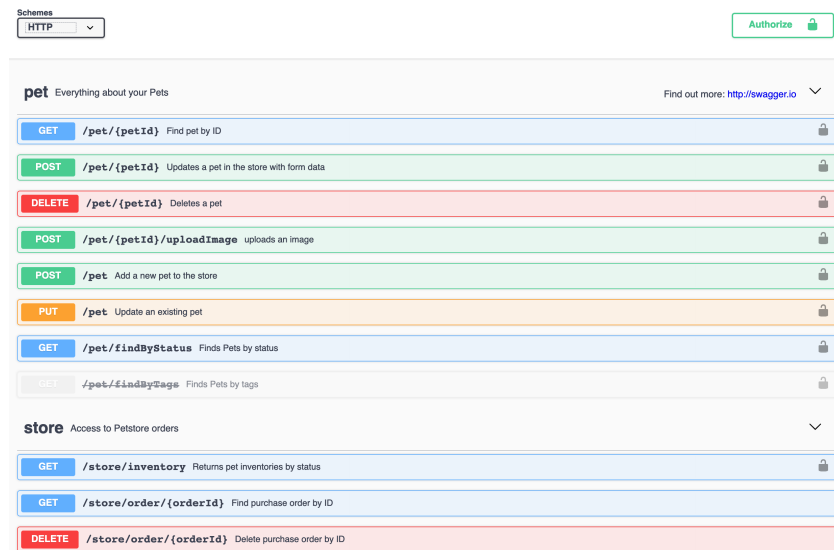 Schemes
HTTP
Authorize
pet Everything about your Pets
Find out more: http://swagger.io
GET /pet/{petId} Find pet by ID
POST /pet/{petId} Updates a pet in the store with form data
DELETE /pet/{petId} Deletes a pet
POST /pet/{petId}/uploadImage uploads an image
POST /pet Add a new pet to the store
PUT /pet Update an existing pet
GET /pet/findByStatus Finds Pets by status
GET /pet/findByTags Finds Pets by tags
store Access to Petstore orders
GET /store/inventory Returns pet inventories by status
GET /store/order/{orderId} Find purchase order by ID
DELETE /store/order/{orderId} Delete purchase order by ID